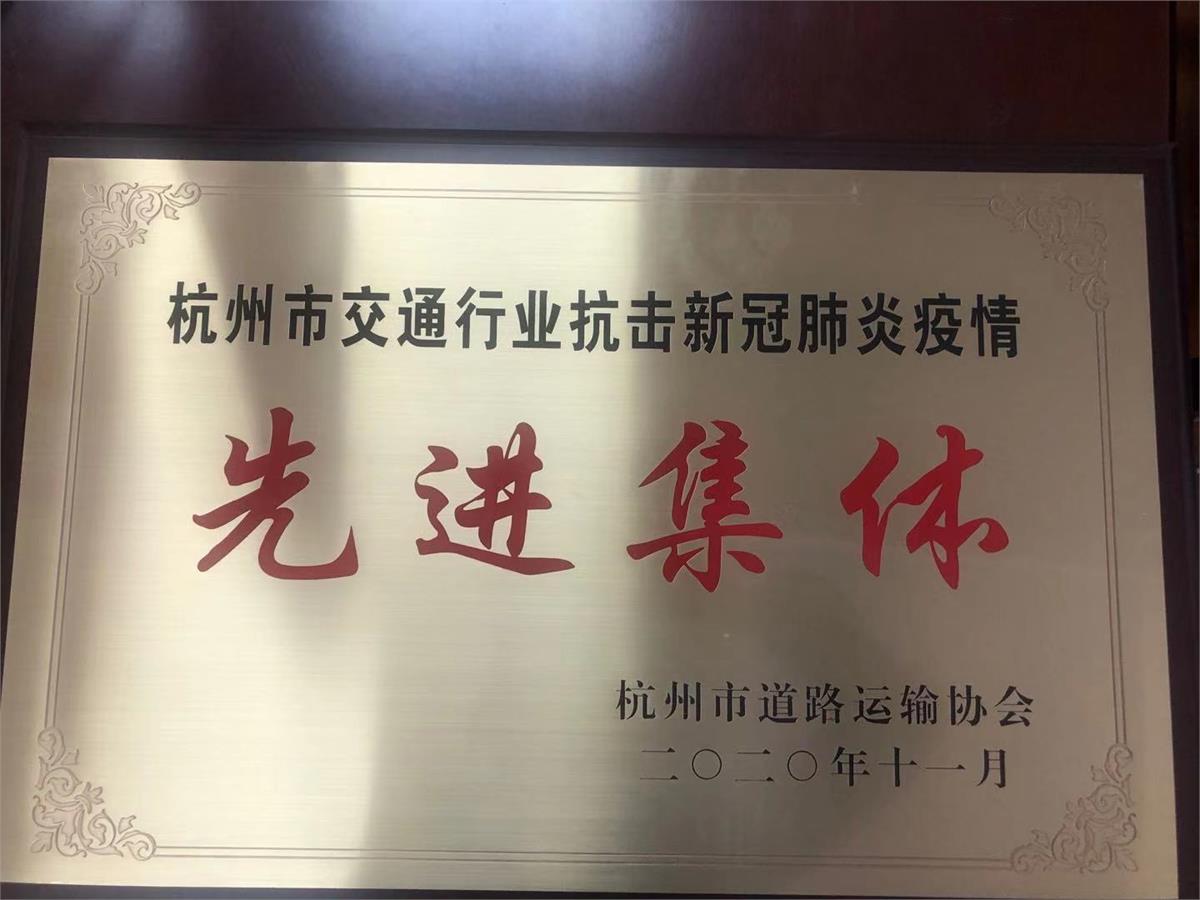 杭州市交通行业抗击新冠肺炎疫情
先进集体
杭州市道路运输协会
二〇二〇年十一月